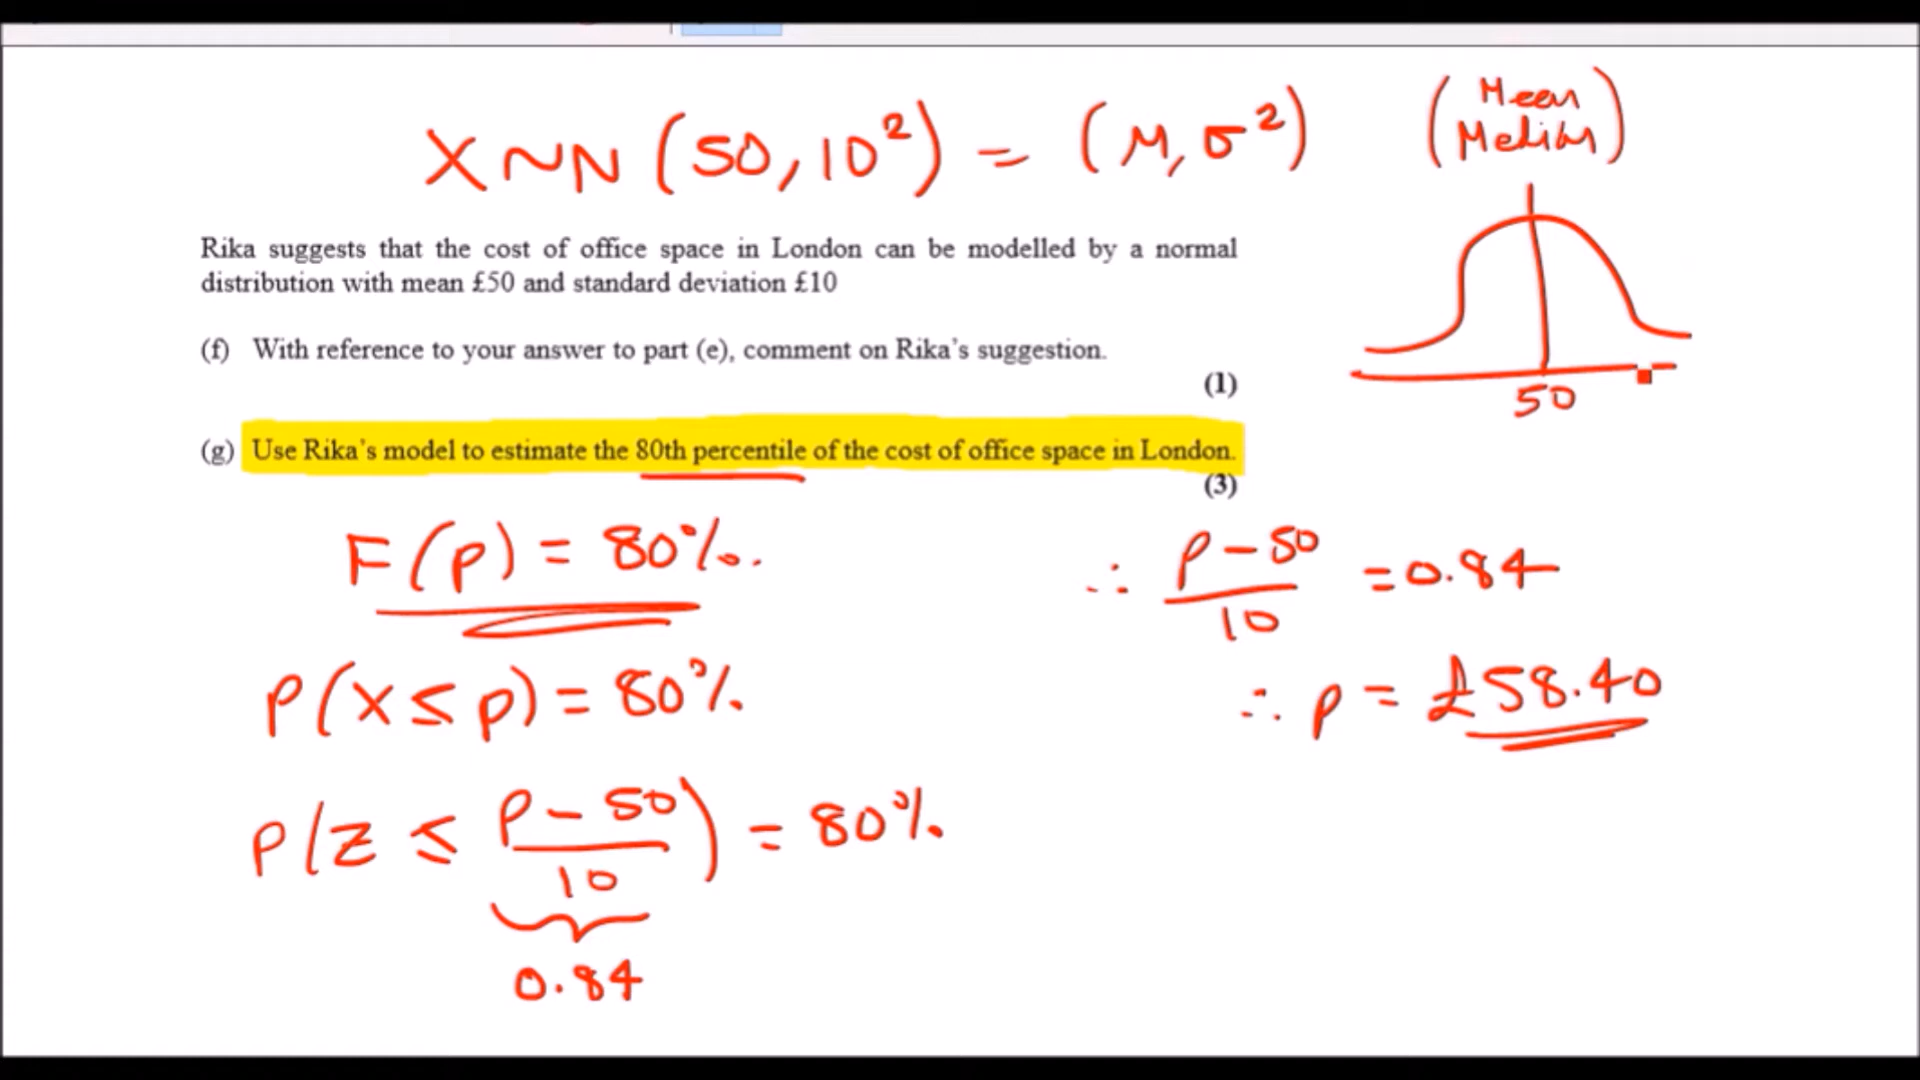 X ~ N (50, 10²) = (μ, σ²)
(Mean
Median)
Rika suggests that the cost of office space in London can be modelled by a normal
distribution with mean £50 and standard deviation £10
50
(f) With reference to your answer to part (e), comment on Rika's suggestion.
(1)
(g) Use Rika's model to estimate the 80th percentile of the cost of office space in London.
(3)
F(p) = 80%.
P(X ≤ p) = 80%
P(Z ≤ (p - 50)/10) = 80%
0.84
∴ (p - 50)/10 = 0.84
∴ p = £58.40